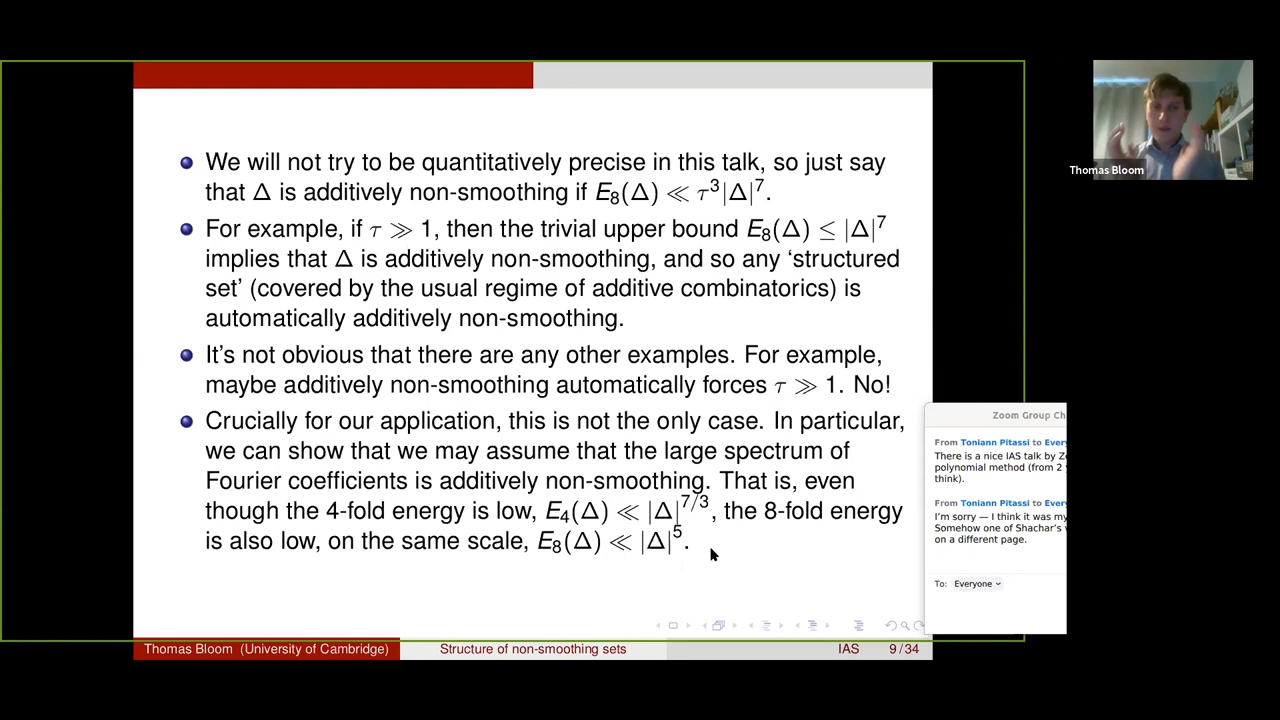 We will not try to be quantitatively precise in this talk, so just say
that Δ is additively non-smoothing if E₈(Δ) ≪ τ³|Δ|⁷.
For example, if τ ≫ 1, then the trivial upper bound E₈(Δ) ≤ |Δ|⁷
implies that Δ is additively non-smoothing, and so any ‘structured
set’ (covered by the usual regime of additive combinatorics) is
automatically additively non-smoothing.
It’s not obvious that there are any other examples. For example,
maybe additively non-smoothing automatically forces τ ≫ 1. No!
Crucially for our application, this is not the only case. In particular,
we can show that we may assume that the large spectrum of
Fourier coefficients is additively non-smoothing. That is, even
though the 4-fold energy is low, E₄(Δ) ≪ |Δ|^{7/3}, the 8-fold energy
is also low, on the same scale, E₈(Δ) ≪ |Δ|⁵.
Thomas Bloom (University of Cambridge)
Structure of non-smoothing sets
IAS
9/34
Thomas Bloom
Zoom Group Ch
From Toniann Pitassi to Every
There is a nice IAS talk by
polynomial method (from 2
think).
From Toniann Pitassi to Every
I’m sorry — I think it was my
Somehow one of Shachar’s
on a different page.
To: Everyone